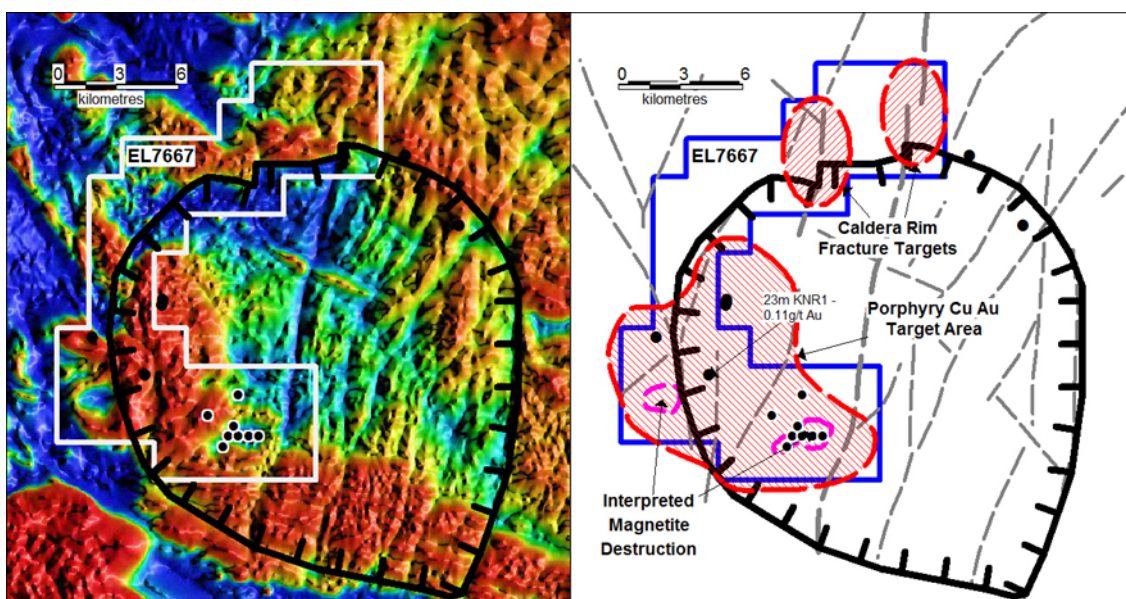 0 3 6
kilometres
EL7667
0 3 6
kilometres
EL7667
Caldera Rim
Fracture Targets
23m KNR1 -
0.11g/t Au
Porphyry Cu Au
Target Area
Interpreted
Magnetite
Destruction